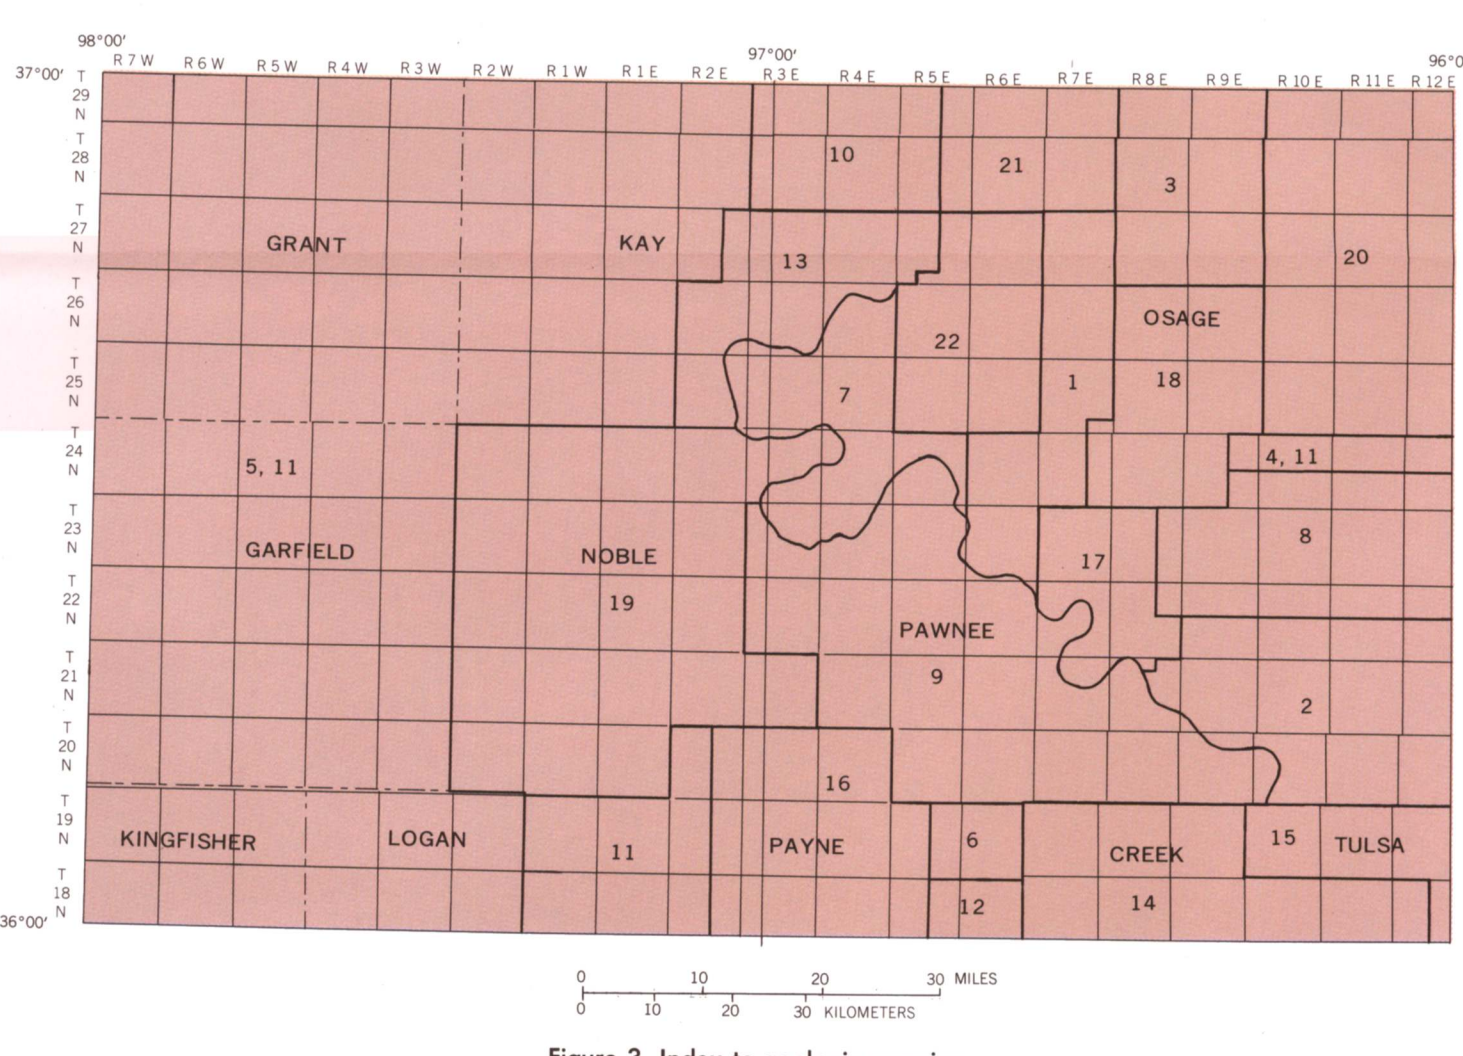 98°00′
97°00′
96°0
37°00′
R 7 W R 6 W R 5 W R 4 W R 3 W R 2 W R 1 W R 1 E R 2 E R 3 E R 4 E R 5 E R 6 E R 7 E R 8 E R 9 E R 10 E R 11 E R 12 E
T
29
N
T
28
N
T
27
N
T
26
N
T
25
N
T
24
N
T
23
N
T
22
N
T
21
N
T
20
N
T
19
N
T
18
N
36°00′
10
21
3
GRANT
KAY
13
20
OSAGE
22
7
1
18
5, 11
4, 11
GARFIELD
NOBLE
17
8
19
PAWNEE
9
2
16
KINGFISHER
LOGAN
11
PAYNE
6
CREEK
15
TULSA
12
14
0 10 20 30 MILES
0 10 20 30 KILOMETERS